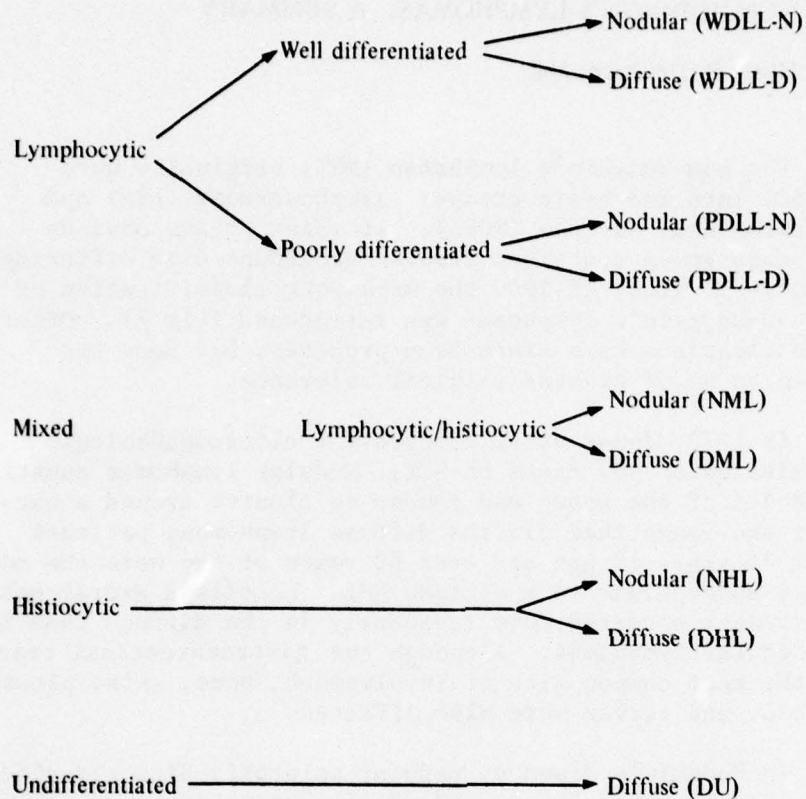 Nodular (WDLL-N)
Well differentiated
Diffuse (WDLL-D)
Lymphocytic
Nodular (PDLL-N)
Poorly differentiated
Diffuse (PDLL-D)
Nodular (NML)
Mixed Lymphocytic/histiocytic
Diffuse (DML)
Nodular (NHL)
Histiocytic
Diffuse (DHL)
Undifferentiated Diffuse (DU)